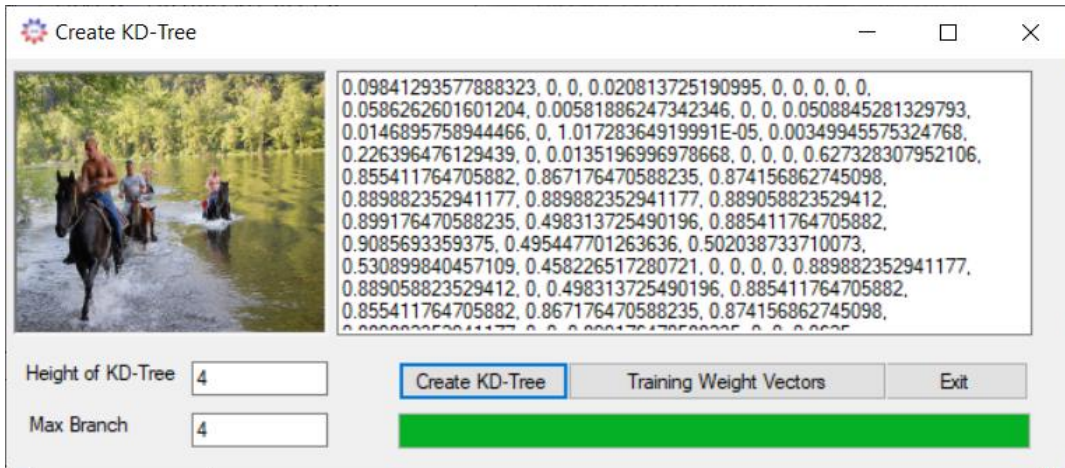 Create KD-Tree
0.09841293577888323, 0, 0, 0.020813725190995, 0, 0, 0, 0, 0,
0.0586262601601204, 0.00581886247342346, 0, 0, 0.0508845281329793,
0.0146895758944466, 0, 1.01728364919991E-05, 0.00349945575324768,
0.226396476129439, 0, 0.0135196996978668, 0, 0, 0, 0.627328307952106,
0.855411764705882, 0.867176470588235, 0.874156862745098,
0.889882352941177, 0.889882352941177, 0.889058823529412,
0.899176470588235, 0.498313725490196, 0.885411764705882,
0.9085693359375, 0.495447701263636, 0.502038733710073,
0.530899840457109, 0.458226517280721, 0, 0, 0, 0, 0.889882352941177,
0.889058823529412, 0, 0.498313725490196, 0.885411764705882,
0.855411764705882, 0.867176470588235, 0.874156862745098,
Height of KD-Tree 4
Create KD-Tree Training Weight Vectors Exit
Max Branch 4